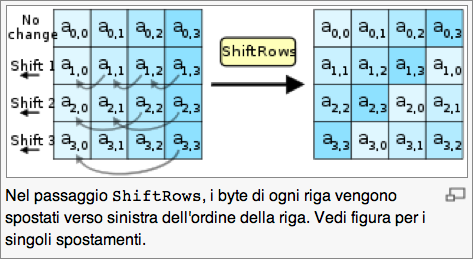 No change a0,0 a0,1 a0,2 a0,3
Shift 1 a1,0 a1,1 a1,2 a1,3
Shift 2 a2,0 a2,1 a2,2 a2,3
Shift 3 a3,0 a3,1 a3,2 a3,3
ShiftRows
a0,0 a0,1 a0,2 a0,3
a1,1 a1,2 a1,3 a1,0
a2,2 a2,3 a2,0 a2,1
a3,3 a3,0 a3,1 a3,2
Nel passaggio ShiftRows, i byte di ogni riga vengono
spostati verso sinistra dell'ordine della riga. Vedi figura per i
singoli spostamenti.